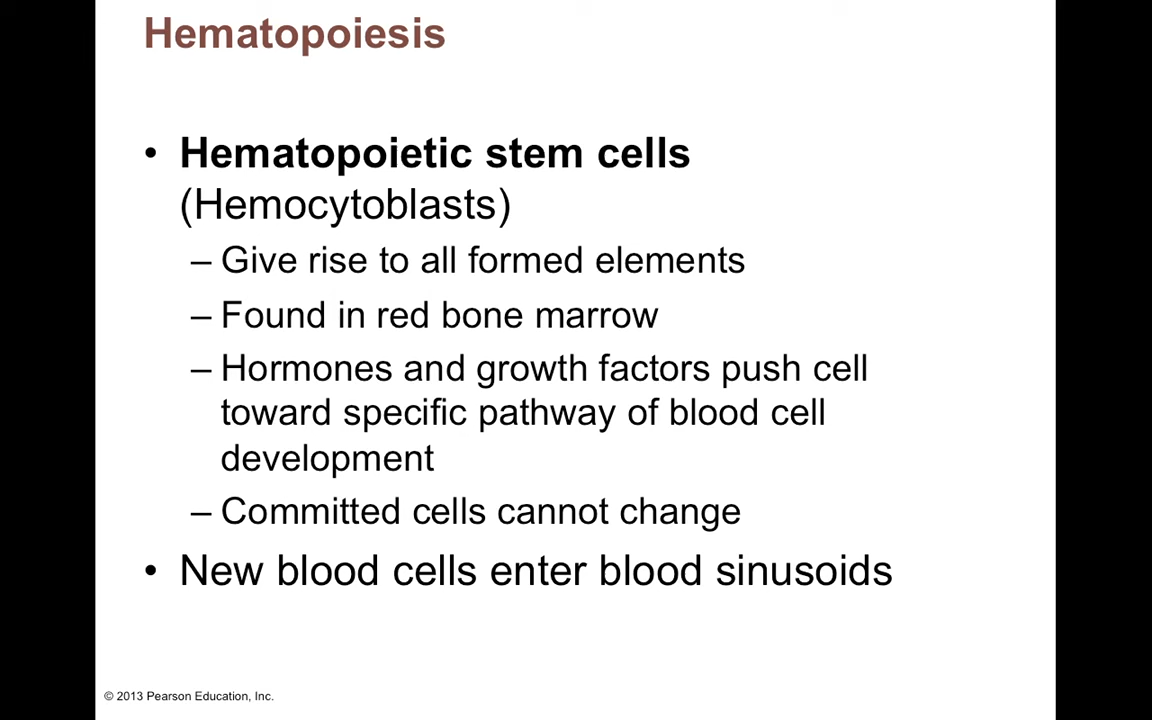 Hematopoiesis
• Hematopoietic stem cells
(Hemocytoblasts)
– Give rise to all formed elements
– Found in red bone marrow
– Hormones and growth factors push cell
toward specific pathway of blood cell
development
– Committed cells cannot change
• New blood cells enter blood sinusoids
© 2013 Pearson Education, Inc.